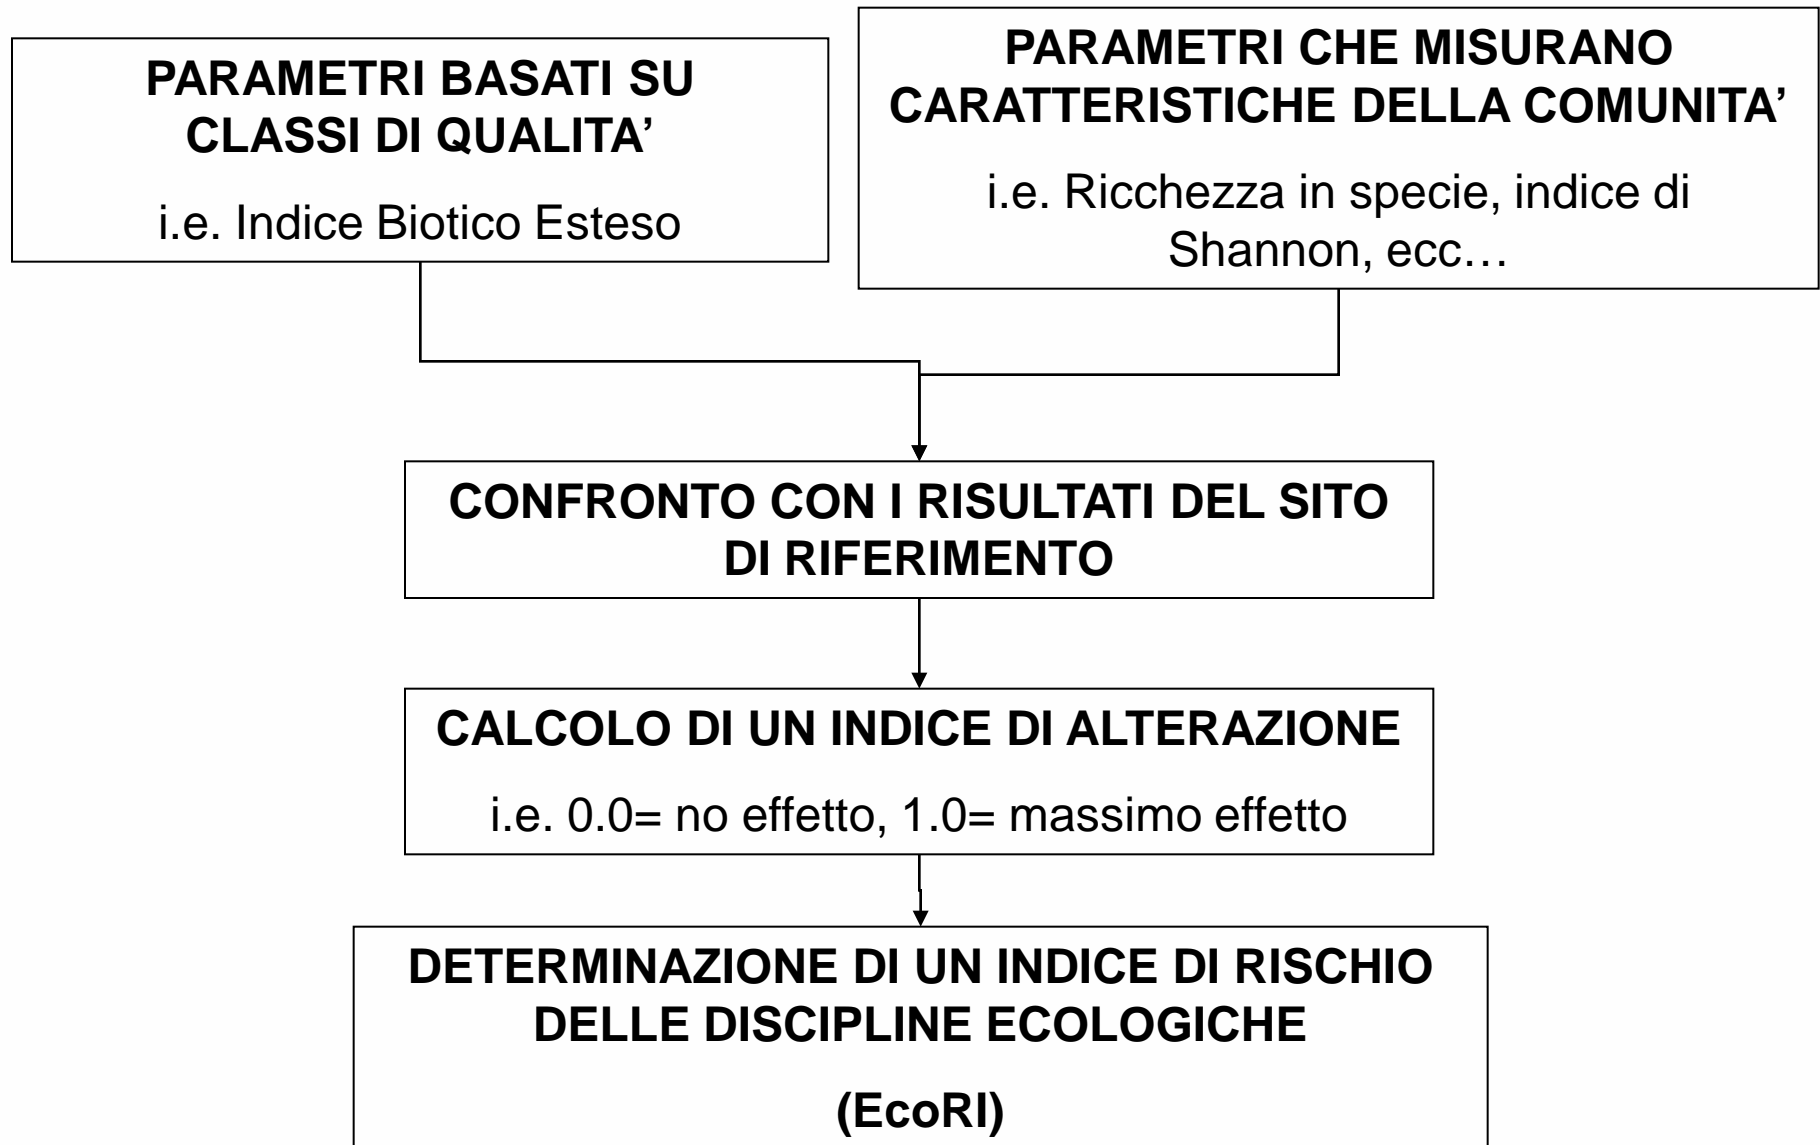 PARAMETRI BASATI SU
CLASSI DI QUALITA’
i.e. Indice Biotico Esteso
PARAMETRI CHE MISURANO
CARATTERISTICHE DELLA COMUNITA’
i.e. Ricchezza in specie, indice di
Shannon, ecc…
CONFRONTO CON I RISULTATI DEL SITO
DI RIFERIMENTO
CALCOLO DI UN INDICE DI ALTERAZIONE
i.e. 0.0= no effetto, 1.0= massimo effetto
DETERMINAZIONE DI UN INDICE DI RISCHIO
DELLE DISCIPLINE ECOLOGICHE
(EcoRI)